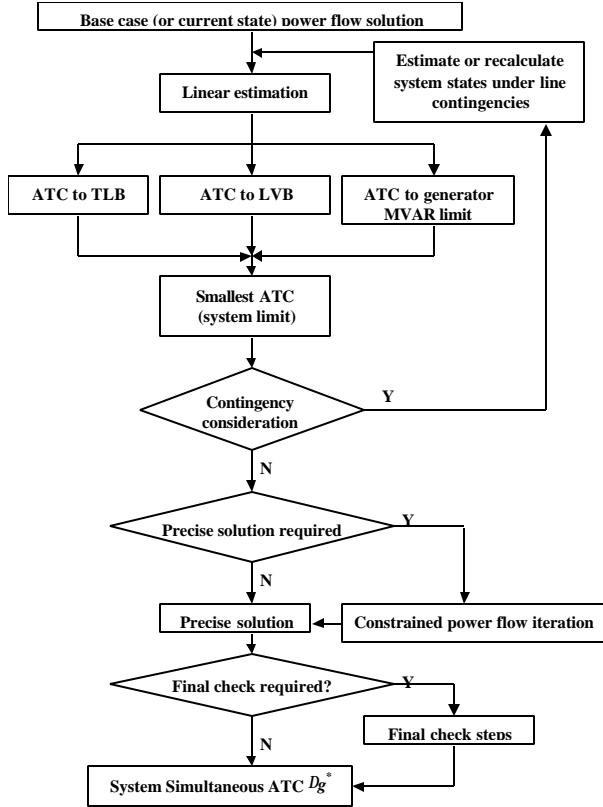 Base case (or current state) power flow solution
Estimate or recalculate
system states under line
contingencies
Linear estimation
ATC to TLB
ATC to LVB
ATC to generator
MVAR limit
Smallest ATC
(system limit)
Y
Contingency
consideration
N
Y
Precise solution required
N
Precise solution
Constrained power flow iteration
Final check required?
Y
Final check steps
N
System Simultaneous ATC Dg*